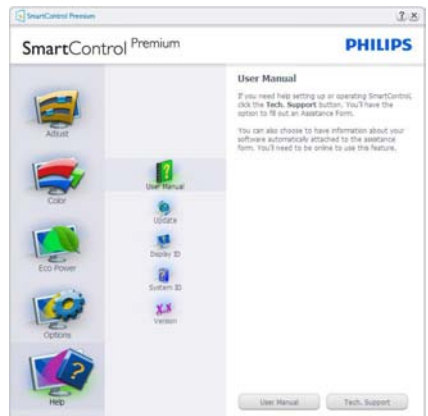 SmartControl Premium
? X
SmartControl Premium
PHILIPS
Adjust
Color
Eco Power
Options
Help
User Manual
Update
Display ID
System ID
X.X
Version
User Manual
If you need help setting up or operating SmartControl,
click the Tech. Support button. You'll have the
option to fill out an Assistance Form.
You can also choose to have information about your
software automatically attached to the assistance
form. You'll need to be online to use this feature.
User Manual
Tech. Support